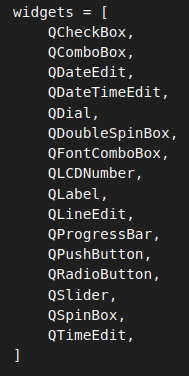 widgets = [
    QCheckBox,
    QComboBox,
    QDateEdit,
    QDateTimeEdit,
    QDial,
    QDoubleSpinBox,
    QFontComboBox,
    QLCDNumber,
    QLabel,
    QLineEdit,
    QProgressBar,
    QPushButton,
    QRadioButton,
    QSlider,
    QSpinBox,
    QTimeEdit,
]